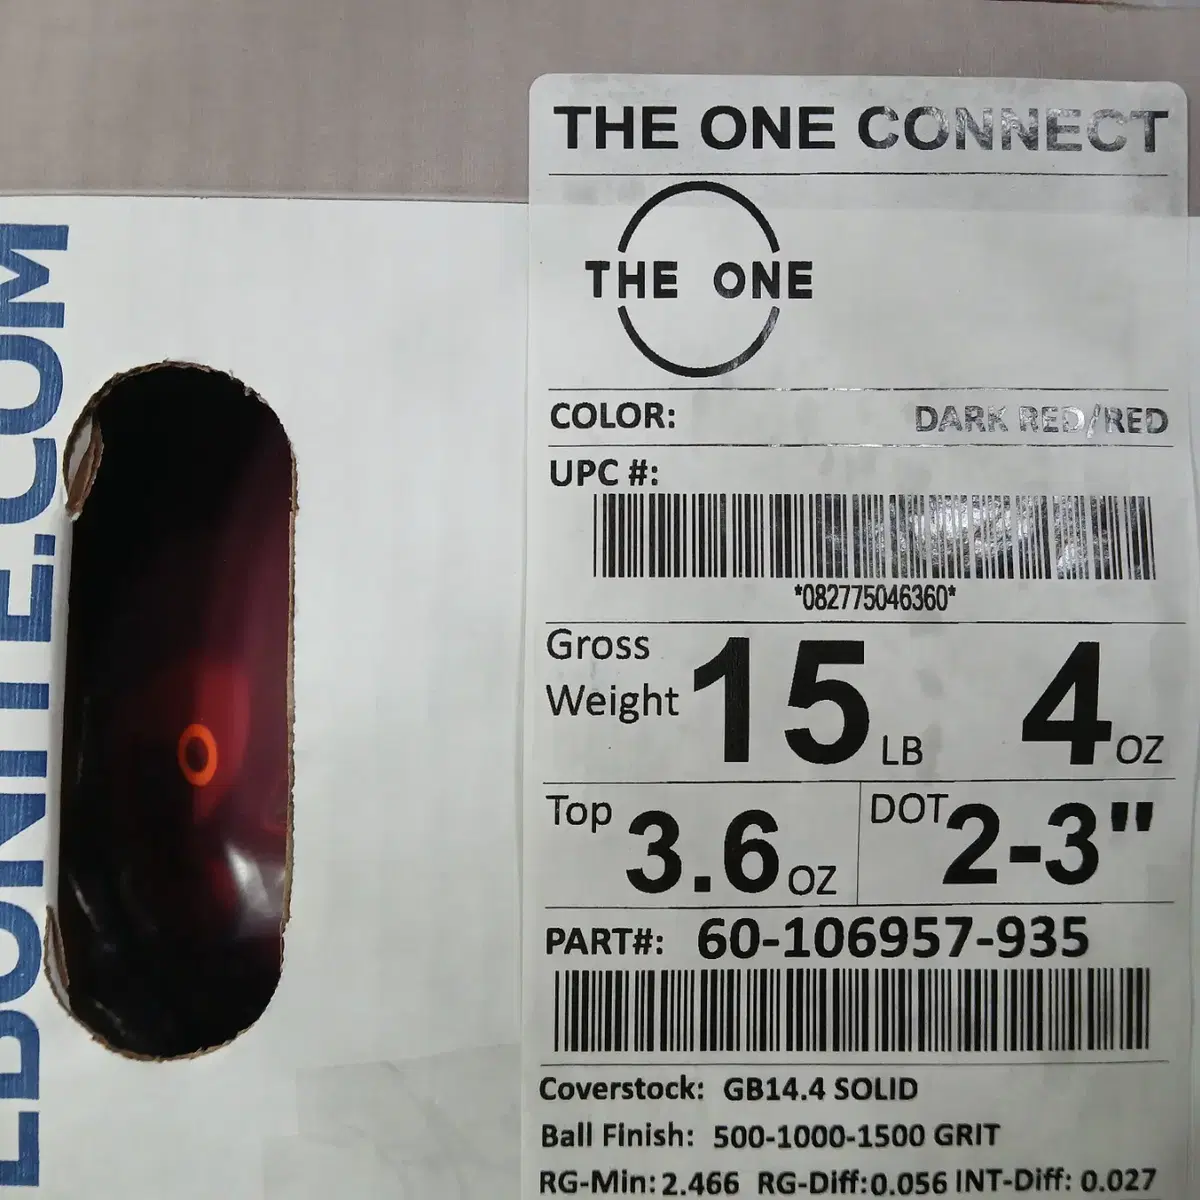 EBONITE.COM
THE ONE CONNECT
THE ONE
COLOR: DARK RED/RED
UPC #:
*082775046360*
Gross Weight 15 LB 4 OZ
Top 3.6 OZ DOT 2-3"
PART#: 60-106957-935
Coverstock: GB14.4 SOLID
Ball Finish: 500-1000-1500 GRIT
RG-Min: 2.466 RG-Diff:0.056 INT-Diff: 0.027